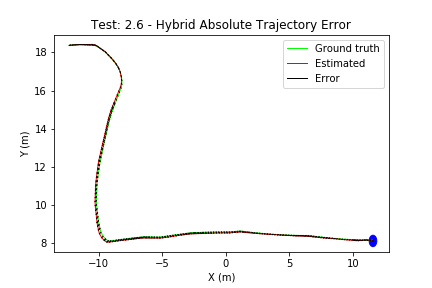 Test: 2.6 - Hybrid Absolute Trajectory Error
Ground truth
Estimated
Error
18
16
14
12
10
8
Y (m)
−10
−5
0
5
10
X (m)